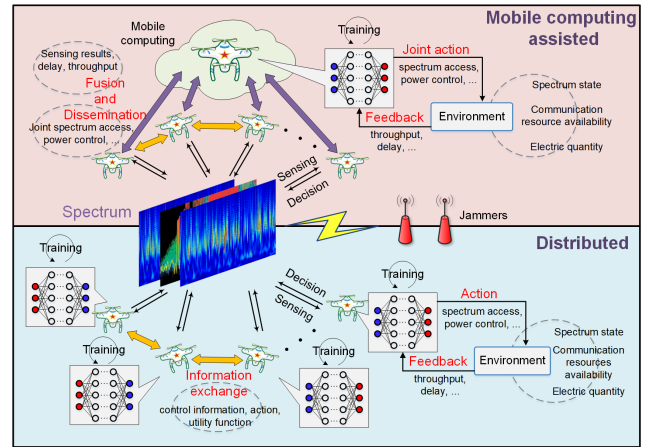 Mobile
computing
Mobile computing
assisted
Sensing results,
delay, throughput
Fusion
and
Dissemination
Joint spectrum access,
power control, ...
Training
Joint action
spectrum access,
power control, ...
Feedback
throughput,
delay, ...
Environment
Spectrum state
Communication
resource availability
Electric quantity
Sensing
Decision
Spectrum
Jammers
Distributed
Training
Decision
Sensing
Training
Action
spectrum access,
power control, ...
Feedback
throughput,
delay, ...
Environment
Spectrum state
Communication
resources
availability
Electric quantity
Training
Training
Information
exchange
control information, action,
utility function